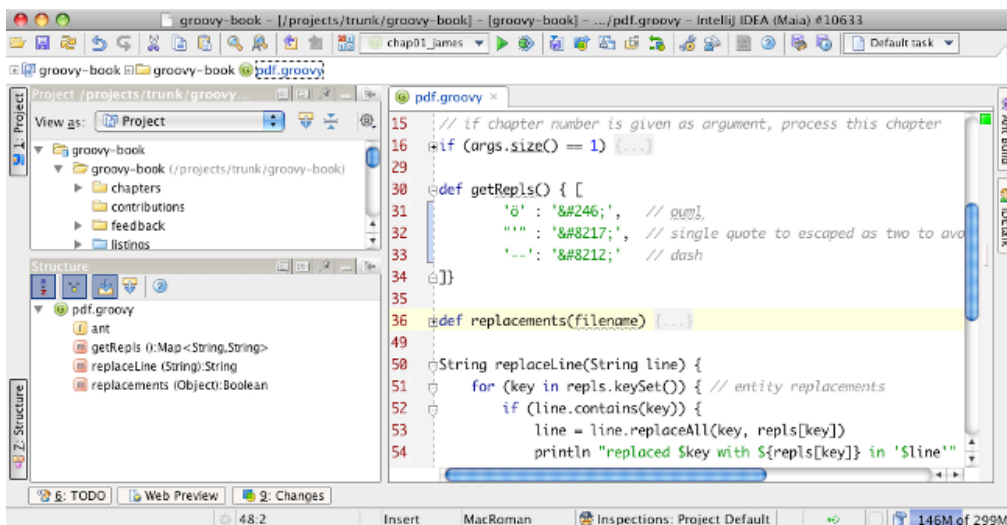 groovy-book – [/projects/trunk/groovy-book] – [groovy-book] – .../pdf.groovy – IntelliJ IDEA (Maia) #10633
chap01_james
Default task
groovy-book groovy-book pdf.groovy
1: Project
Project /projects/trunk/groovy...
View as: Project
groovy-book
groovy-book (/projects/trunk/groovy-book)
chapters
contributions
feedback
listings
Structure
pdf.groovy
ant
getRepls ():Map<String,String>
replaceLine (String):String
replacements (Object):Boolean
Z: Structure
pdf.groovy
15 // if chapter number is given as argument, process this chapter
16 if (args.size() == 1) {...}
29
30 def getRepls() { [
31 'ö' : '&#246;', // ouml
32 "'" : '&#8217;', // single quote to escaped as two to avo
33 '--': '&#8212;' // dash
34 ]}
35
36 def replacements(filename) {...}
49
50 String replaceLine(String line) {
51 for (key in repls.keySet()) { // entity replacements
52 if (line.contains(key)) {
53 line = line.replaceAll(key, repls[key])
54 println "replaced $key with ${repls[key]} in '$line'"
6: TODO Web Preview 9: Changes
48:2 Insert MacRoman Inspections: Project Default 146M of 299M